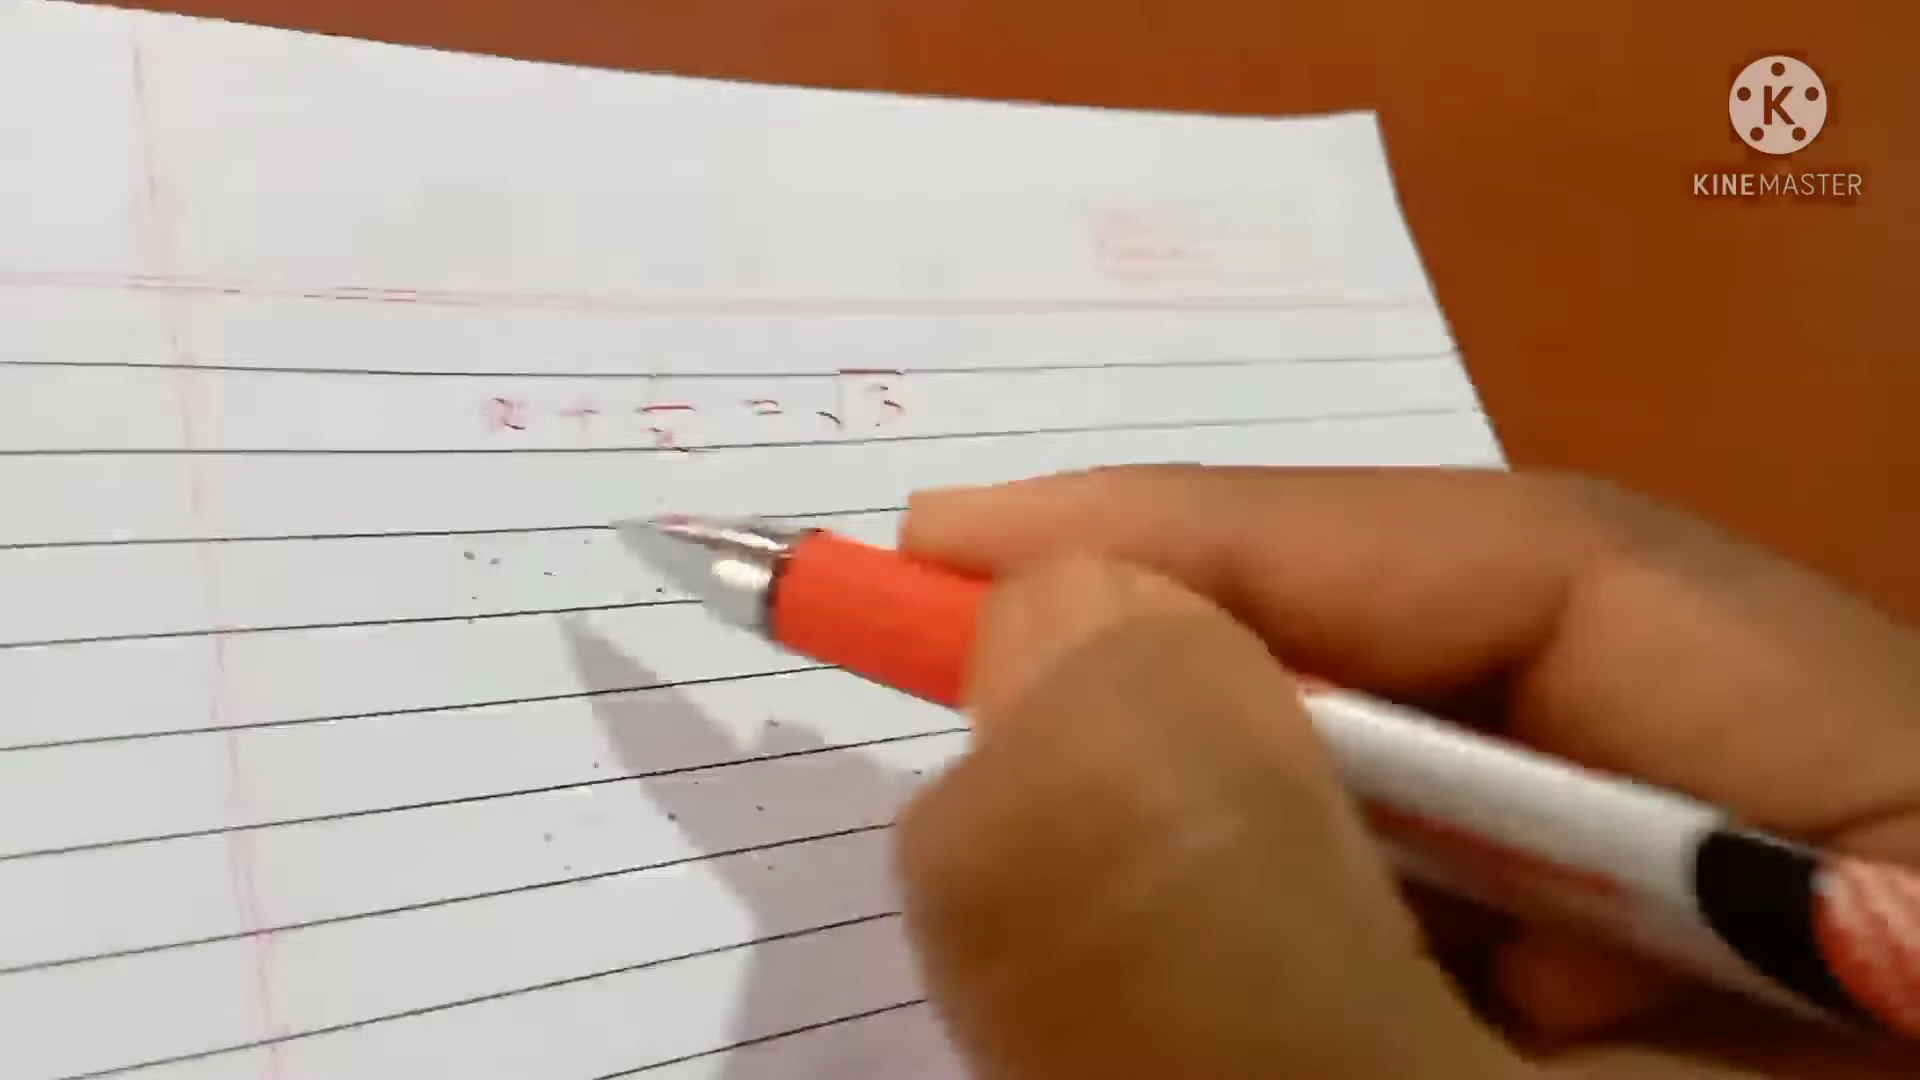 x + 1/x = √3
KINEMASTER